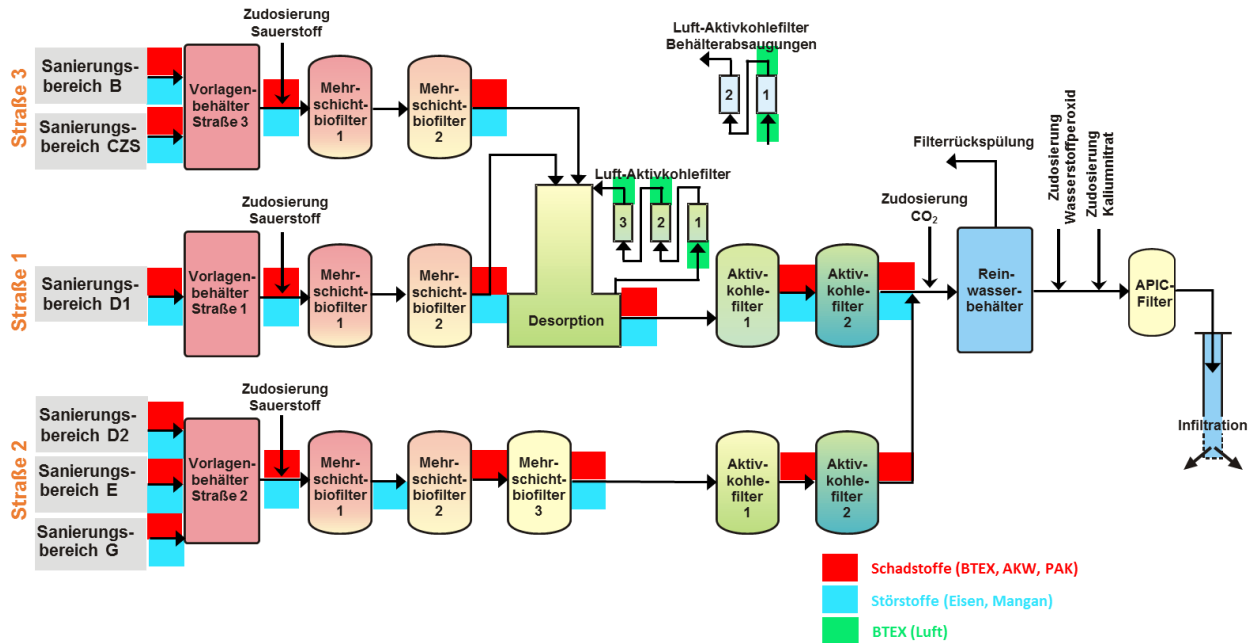 Straße 3
Sanierungs-
bereich B
Sanierungs-
bereich CZS
Vorlagen-
behälter
Straße 3
Zudosierung
Sauerstoff
Mehr-
schicht-
biofilter
1
Mehr-
schicht-
biofilter
2
Luft-Aktivkohlefilter
Behälterabsaugungen
2
1
Straße 1
Sanierungs-
bereich D1
Vorlagen-
behälter
Straße 1
Zudosierung
Sauerstoff
Mehr-
schicht-
biofilter
1
Mehr-
schicht-
biofilter
2
Desorption
Luft-Aktivkohlefilter
3
2
1
Aktiv-
kohle-
filter
1
Aktiv-
kohle-
filter
2
Zudosierung
CO2
Filterrückspülung
Rein-
wasser-
behälter
Zudosierung
Wasserstoffperoxid
Zudosierung
Kaliumnitrat
APIC-
Filter
Infiltration
Straße 2
Sanierungs-
bereich D2
Sanierungs-
bereich E
Sanierungs-
bereich G
Vorlagen-
behälter
Straße 2
Zudosierung
Sauerstoff
Mehr-
schicht-
biofilter
1
Mehr-
schicht-
biofilter
2
Mehr-
schicht-
biofilter
3
Aktiv-
kohle-
filter
1
Aktiv-
kohle-
filter
2
Schadstoffe (BTEX, AKW, PAK)
Störstoffe (Eisen, Mangan)
BTEX (Luft)